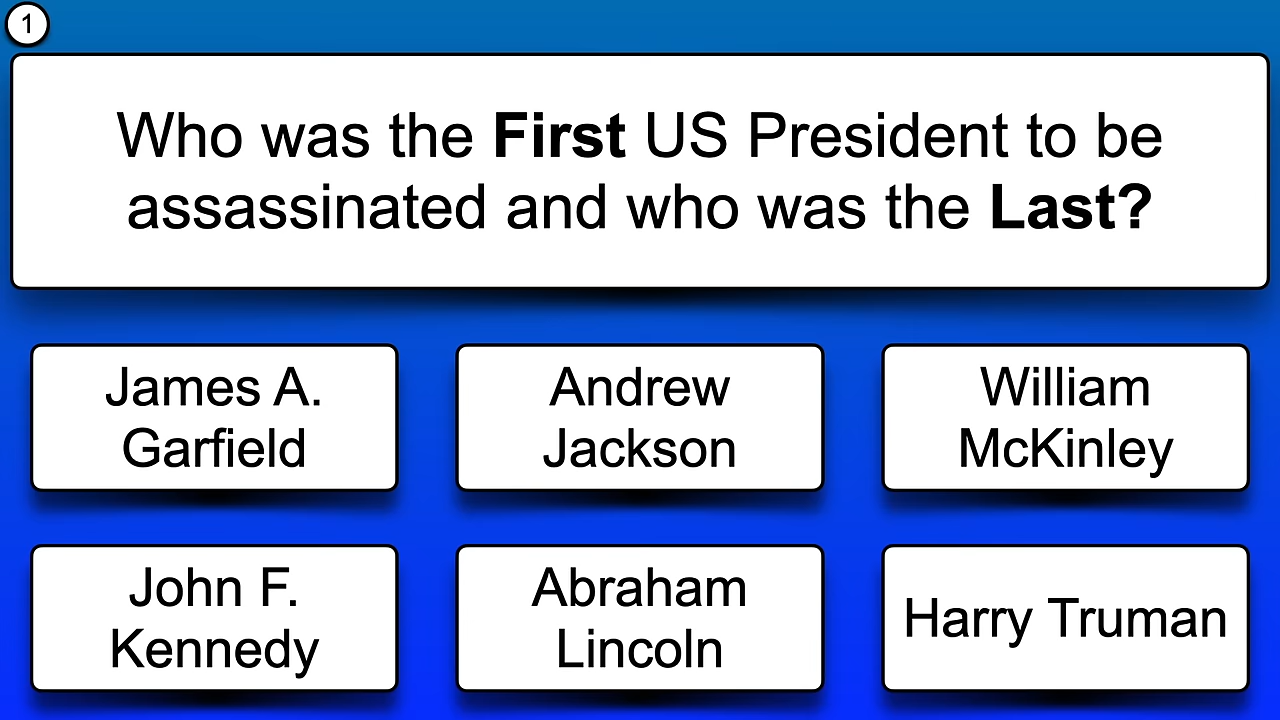 1
Who was the First US President to be
assassinated and who was the Last?
James A.
Garfield
Andrew
Jackson
William
McKinley
John F.
Kennedy
Abraham
Lincoln
Harry Truman